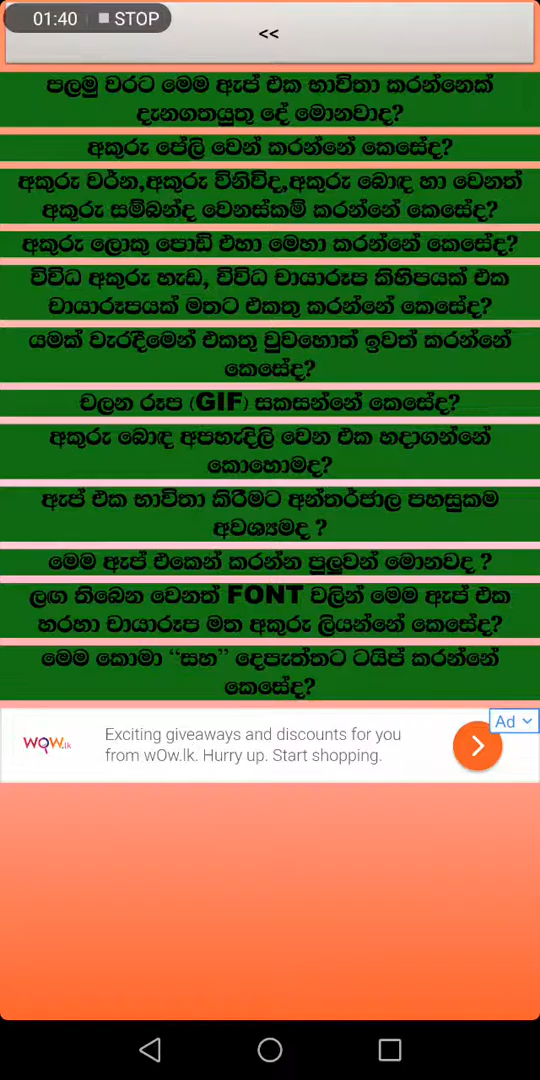 01:40 STOP
<<
පලමු වරට මෙම ඇප් එක භාවිතා කරන්නෙක්
දැනගතයුතු දේ මොනවාද?
අකුරු පේලි වෙන් කරන්නේ කෙසේද?
අකුරු වර්න,අකුරු විනිවිද,අකුරු බොඳ හා වෙනත්
අකුරු සම්බන්ද වෙනස්කම් කරන්නේ කෙසේද?
අකුරු ලොකු පොඩි එහා මෙහා කරන්නේ කෙසේද?
විවිධ අකුරු හැඩ, විවිධ චායාරූප කිහිපයක් එක
චායාරූපයක් මතට එකතු කරන්නේ කෙසේද?
යමක් වැරදීමෙන් එකතු වුවහොත් ඉවත් කරන්නේ
කෙසේද?
චලන රූප (GIF) සකසන්නේ කෙසේද?
අකුරු බොඳ අපහැදිලි වෙන එක හදාගන්නේ
කොහොමද?
ඇප් එක භාවිතා කිරීමට අන්තර්ජාල පහසුකම
අවශ්‍යමද ?
මෙම ඇප් එකෙන් කරන්න පුලුවන් මොනවද ?
ලඟ තිබෙන වෙනත් FONT වලින් මෙම ඇප් එක
හරහා චායාරූප මත අකුරු ලියන්නේ කෙසේද?
මෙම කොමා “සහ” දෙපැත්තට ටයිප් කරන්නේ
කෙසේද?
Ad
wOw.lk
Exciting giveaways and discounts for you
from wOw.lk. Hurry up. Start shopping.